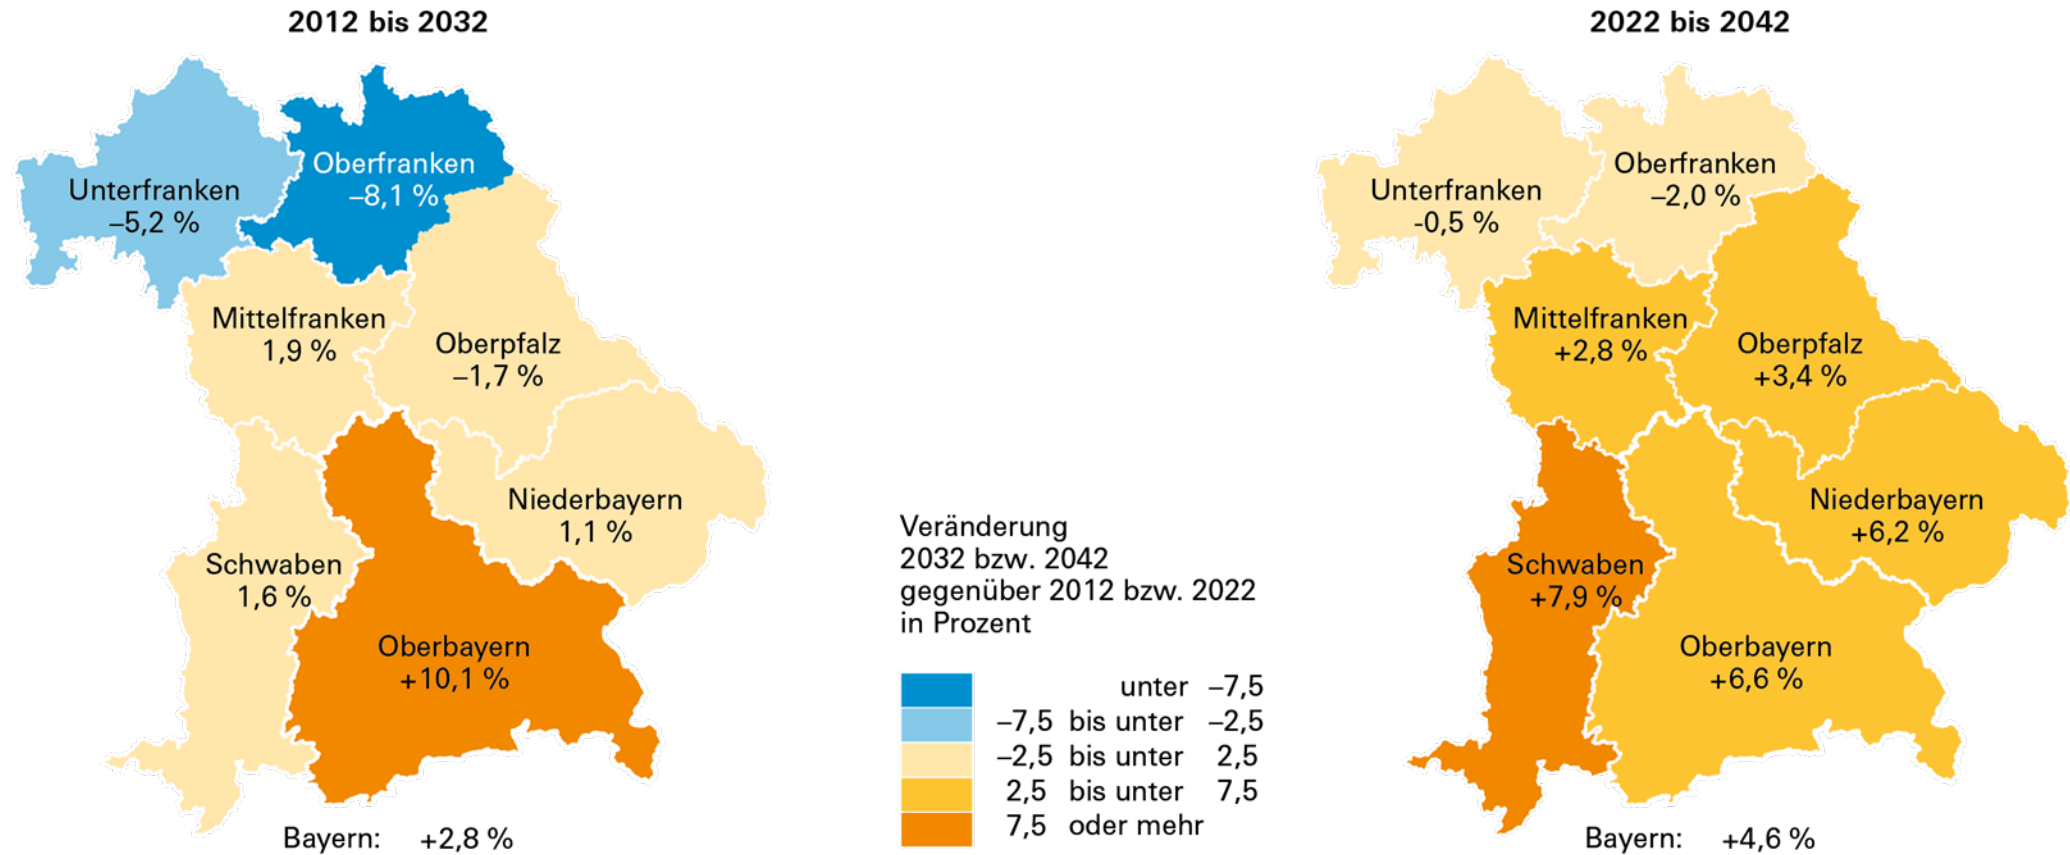 2012 bis 2032
Oberfranken
–8,1 %
Unterfranken
–5,2 %
Mittelfranken
1,9 %
Oberpfalz
–1,7 %
Niederbayern
1,1 %
Schwaben
1,6 %
Oberbayern
+10,1 %
Bayern: +2,8 %
Veränderung
2032 bzw. 2042
gegenüber 2012 bzw. 2022
in Prozent
unter –7,5
–7,5 bis unter –2,5
–2,5 bis unter 2,5
2,5 bis unter 7,5
7,5 oder mehr
2022 bis 2042
Oberfranken
–2,0 %
Unterfranken
-0,5 %
Mittelfranken
+2,8 %
Oberpfalz
+3,4 %
Niederbayern
+6,2 %
Schwaben
+7,9 %
Oberbayern
+6,6 %
Bayern: +4,6 %